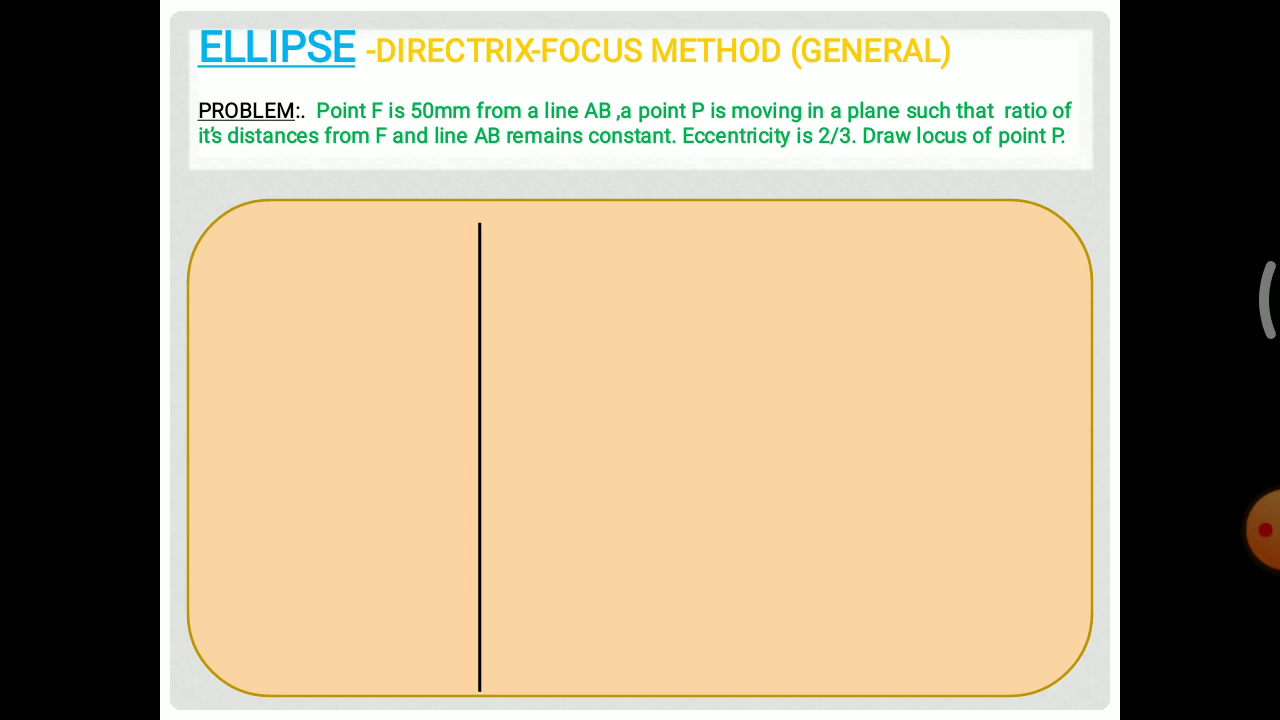 ELLIPSE -DIRECTRIX-FOCUS METHOD (GENERAL)
PROBLEM:. Point F is 50mm from a line AB ,a point P is moving in a plane such that ratio of
it’s distances from F and line AB remains constant. Eccentricity is 2/3. Draw locus of point P.